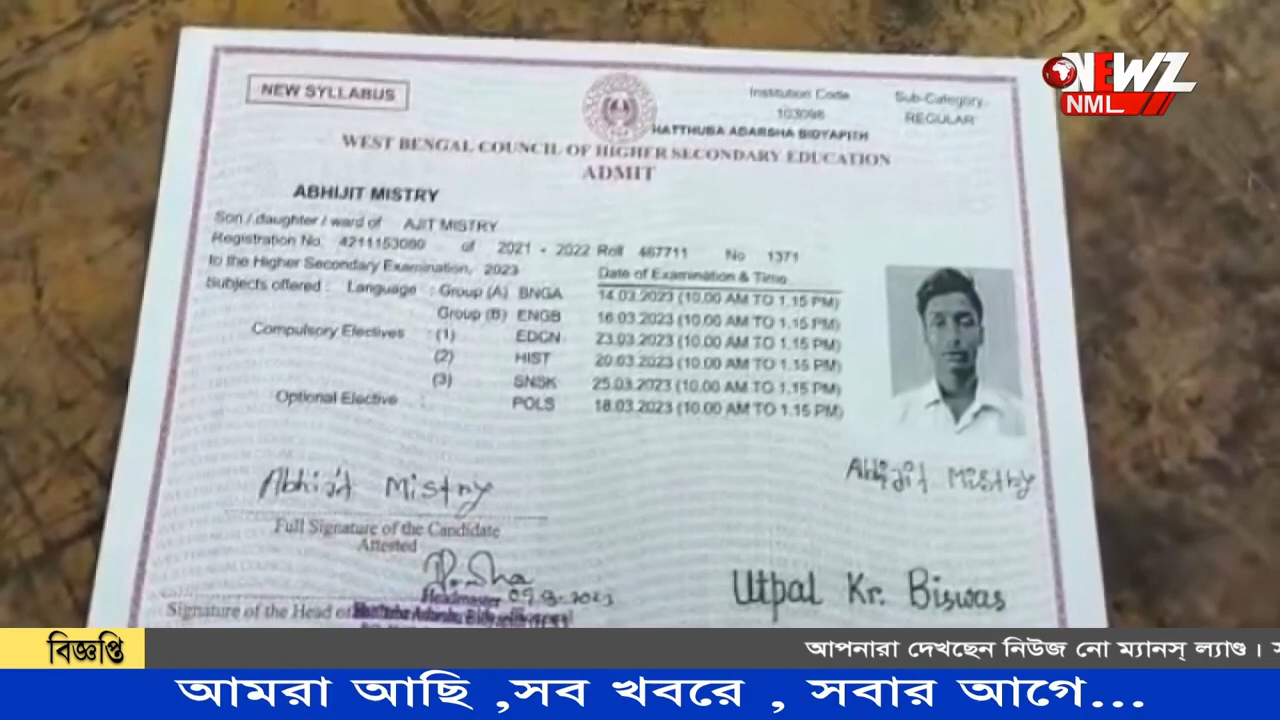 NEWZ
NML
NEW SYLLABUS
Institution Code
103098
Sub-Category
REGULAR
HATTHUBA ADARSHA BIDYAPITH
WEST BENGAL COUNCIL OF HIGHER SECONDARY EDUCATION
ADMIT
ABHIJIT MISTRY
Son / daughter / ward of AJIT MISTRY
Registration No. 4211153080 of 2021 - 2022 Roll 467711 No 1371
to the Higher Secondary Examination, 2023 Date of Examination & Time
Subjects offered : Language : Group (A) BNGA 14.03.2023 (10.00 AM TO 1.15 PM)
Group (B) ENGB 16.03.2023 (10.00 AM TO 1.15 PM)
Compulsory Electives : (1) EDCN 23.03.2023 (10.00 AM TO 1.15 PM)
(2) HIST 20.03.2023 (10.00 AM TO 1.15 PM)
(3) SNSK 25.03.2023 (10.00 AM TO 1.15 PM)
Optional Elective : POLS 18.03.2023 (10.00 AM TO 1.15 PM)
Abhijit Mistry
Abhijit Mistry
Full Signature of the Candidate
Attested
Headmaster
Utpal Kr. Biswas
Signature of the Head of
বিজ্ঞপ্তি
আপনারা দেখছেন নিউজ নো ম্যানস্ ল্যাণ্ড ।
আমরা আছি ,সব খবরে , সবার আগে...